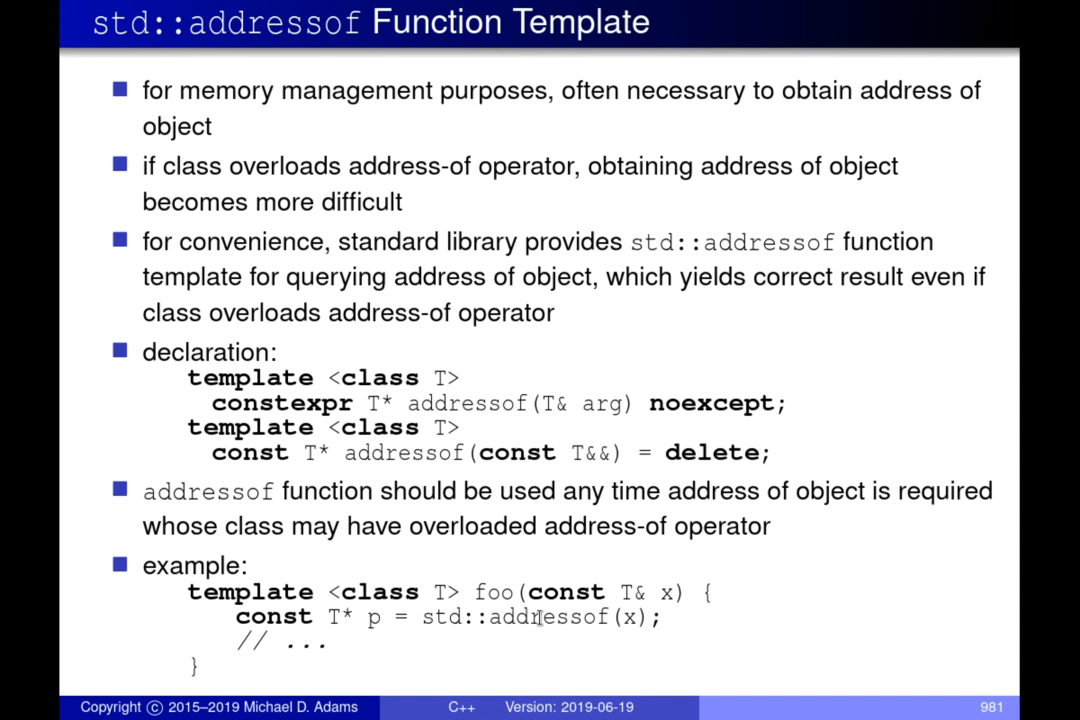 std::addressof Function Template
for memory management purposes, often necessary to obtain address of
object
if class overloads address-of operator, obtaining address of object
becomes more difficult
for convenience, standard library provides std::addressof function
template for querying address of object, which yields correct result even if
class overloads address-of operator
declaration:
template <class T>
constexpr T* addressof(T& arg) noexcept;
template <class T>
const T* addressof(const T&&) = delete;
addressof function should be used any time address of object is required
whose class may have overloaded address-of operator
example:
template <class T> foo(const T& x) {
const T* p = std::addressof(x);
// ...
}
Copyright © 2015–2019 Michael D. Adams C++ Version: 2019-06-19 981